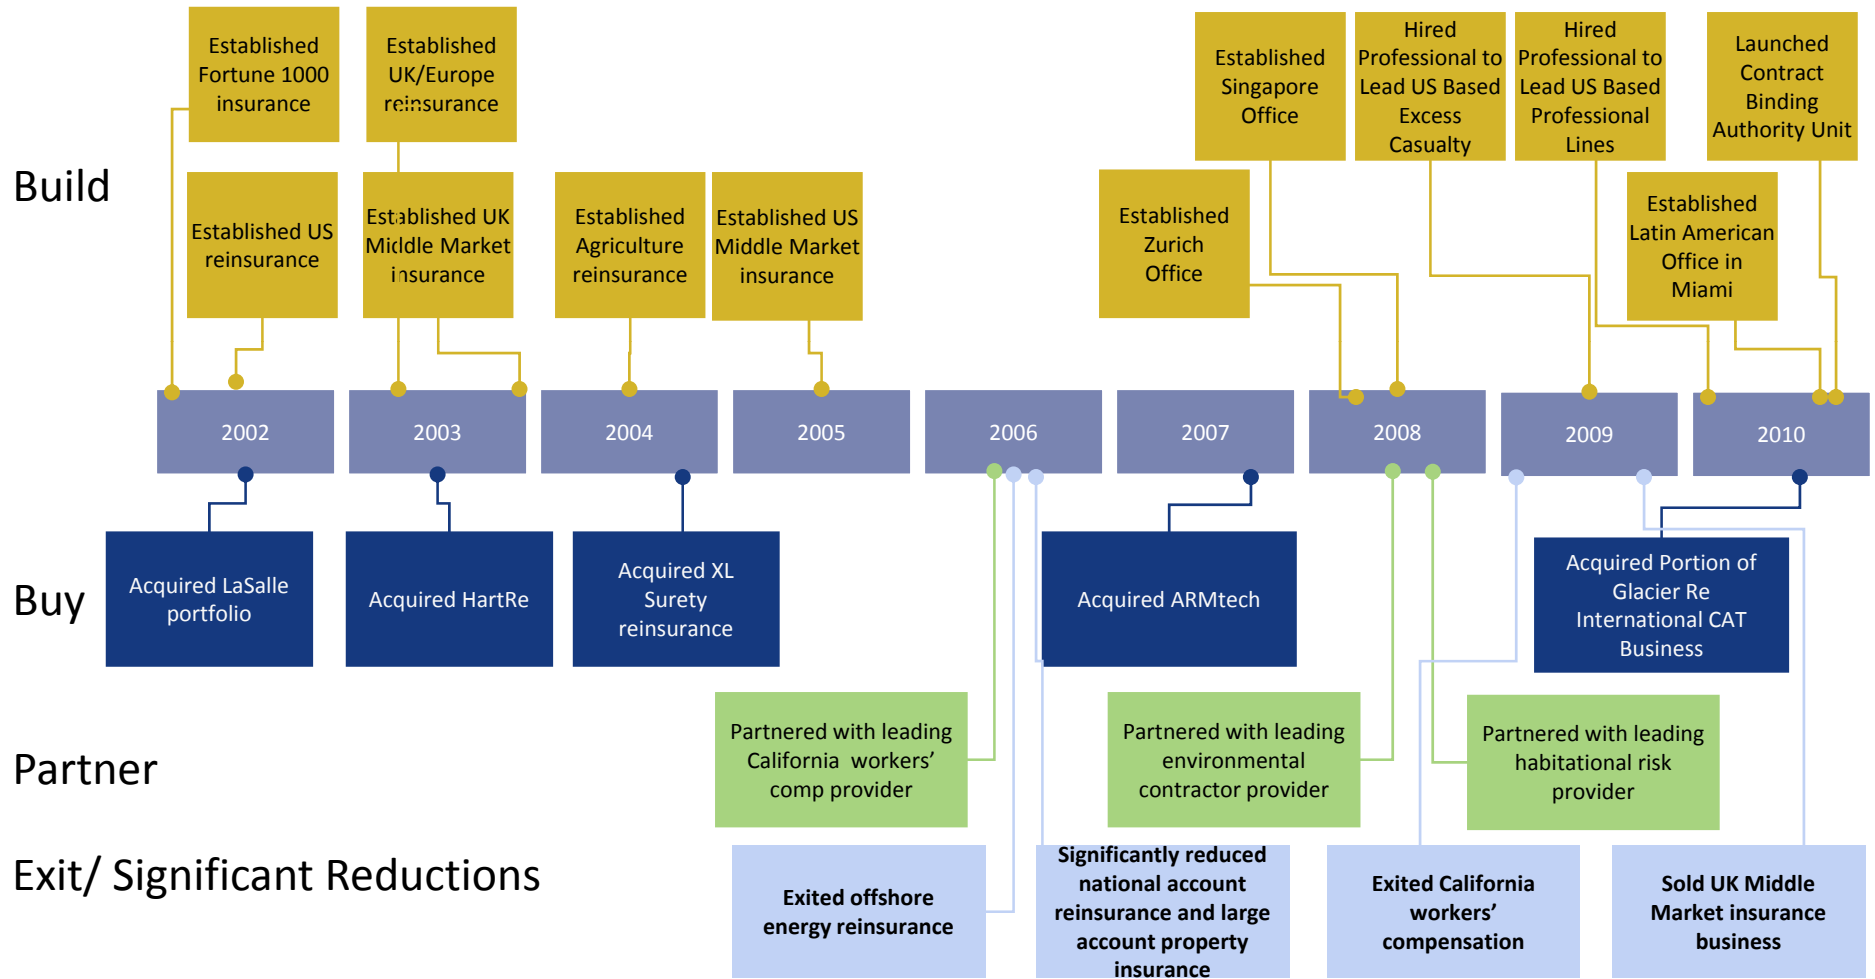 Established
Fortune 1000
insurance
Established
UK/Europe
reinsurance
Established
Singapore
Office
Hired
Professional to
Lead US Based
Excess
Casualty
Hired
Professional to
Lead US Based
Professional
Lines
Launched
Contract
Binding
Authority Unit
Build
Established US
reinsurance
Established UK
Middle Market
insurance
Established
Agriculture
reinsurance
Established US
Middle Market
insurance
Established
Zurich
Office
Established
Latin American
Office in
Miami
2002
2003
2004
2005
2006
2007
2008
2009
2010
Buy
Acquired LaSalle
portfolio
Acquired HartRe
Acquired XL
Surety
reinsurance
Acquired ARMtech
Acquired Portion of
Glacier Re
International CAT
Business
Partner
Partnered with leading
California workers’
comp provider
Partnered with leading
environmental
contractor provider
Partnered with leading
habitational risk
provider
Exit/ Significant Reductions
Exited offshore
energy reinsurance
Significantly reduced
national account
reinsurance and large
account property
insurance
Exited California
workers’
compensation
Sold UK Middle
Market insurance
business